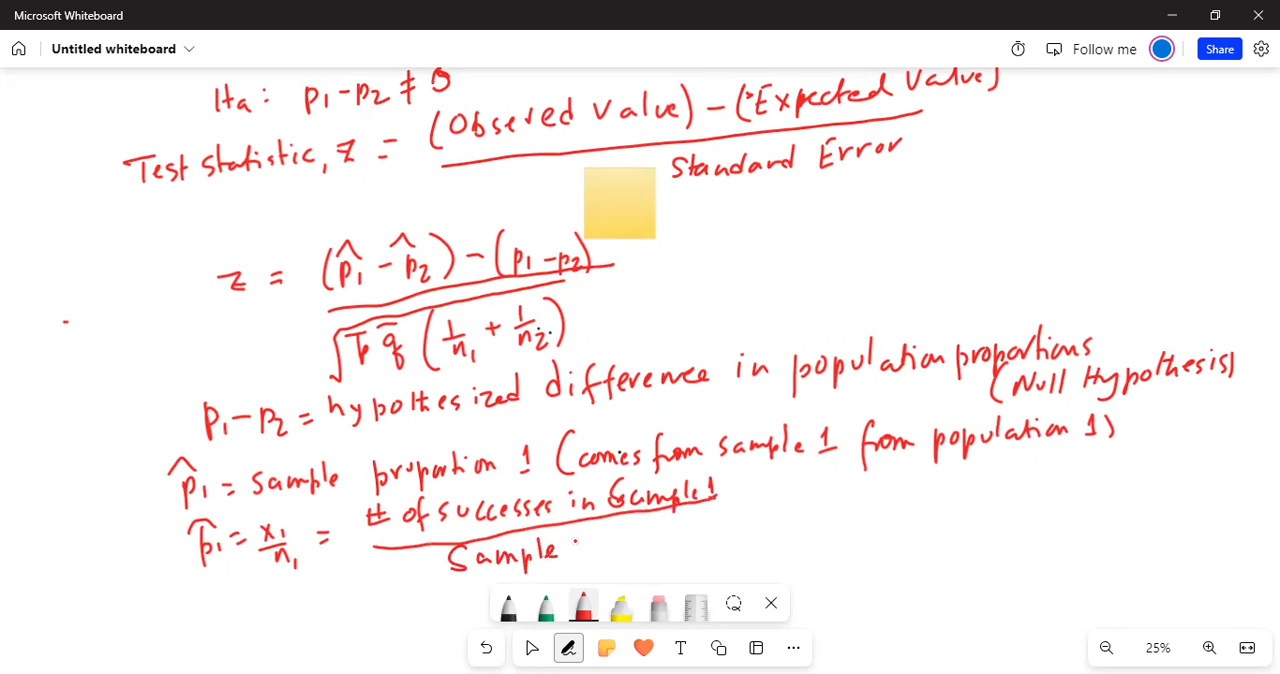 Microsoft Whiteboard
Untitled whiteboard
Follow me
Share
Ha: p₁-p₂ ≠ 0
Test statistic, z = (Obsered Value) - (Expected Value) / Standard Error
z = (p̂₁ - p̂₂) - (p₁ - p₂) / √p̄ q̄ (1/n₁ + 1/n₂)
p₁-p₂ = hypothesized difference in population proportions
(Null Hypothesis)
p̂₁ = sample proportion 1 (comes from sample 1 from population 1)
p̂₁ = x₁/n₁ = # of successes in Sample 1 / Sample
25%